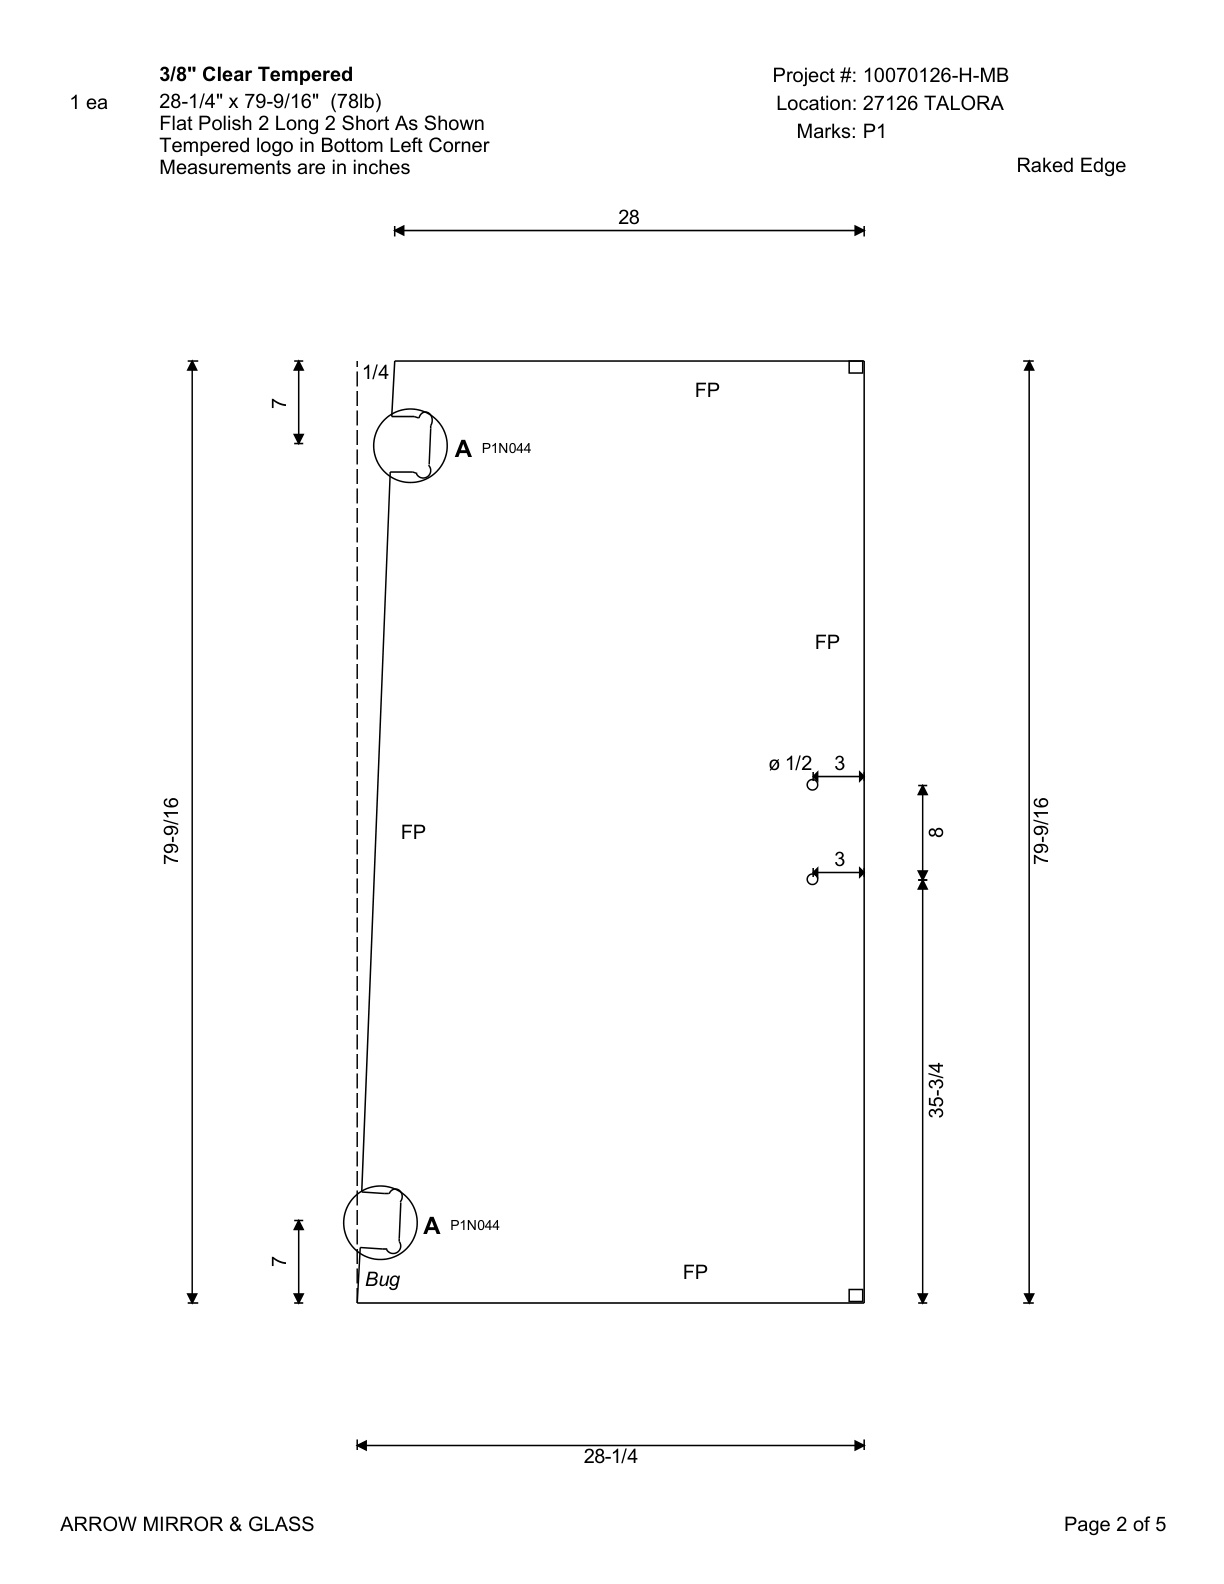 3/8" Clear Tempered
1 ea
28-1/4" x 79-9/16" (78lb)
Flat Polish 2 Long 2 Short As Shown
Tempered logo in Bottom Left Corner
Measurements are in inches
Project #: 10070126-H-MB
Location: 27126 TALORA
Marks: P1
Raked Edge
28
1/4
7
FP
A P1N044
FP
ø 1/2
3
79-9/16
FP
8
79-9/16
3
35-3/4
A P1N044
7
Bug
FP
28-1/4
ARROW MIRROR & GLASS
Page 2 of 5